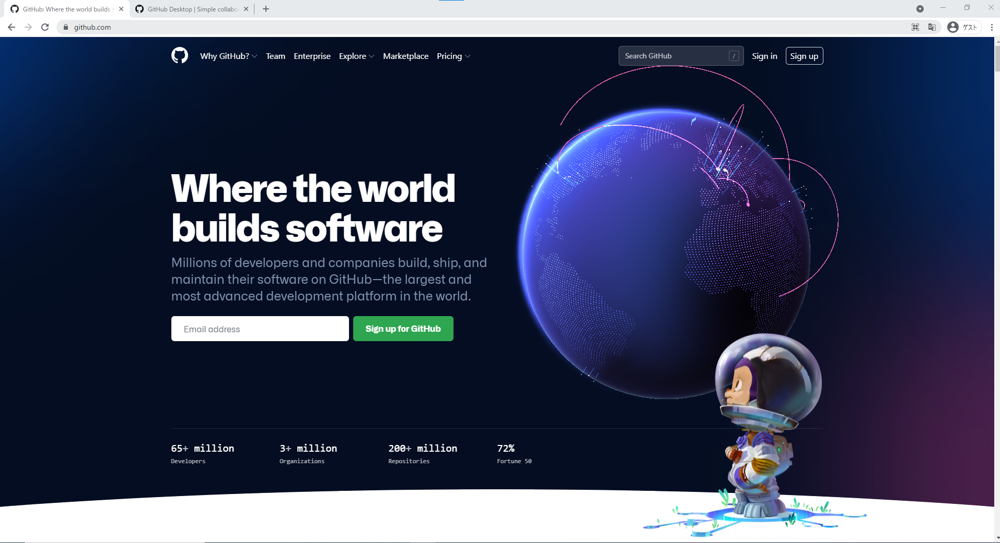 GitHub: Where the world builds s
GitHub Desktop | Simple collabor
github.com
ゲスト
Why GitHub? Team Enterprise Explore Marketplace Pricing
Search GitHub /
Sign in Sign up
Where the world
builds software
Millions of developers and companies build, ship, and
maintain their software on GitHub—the largest and
most advanced development platform in the world.
Email address
Sign up for GitHub
65+ million
Developers
3+ million
Organizations
200+ million
Repositories
72%
Fortune 50